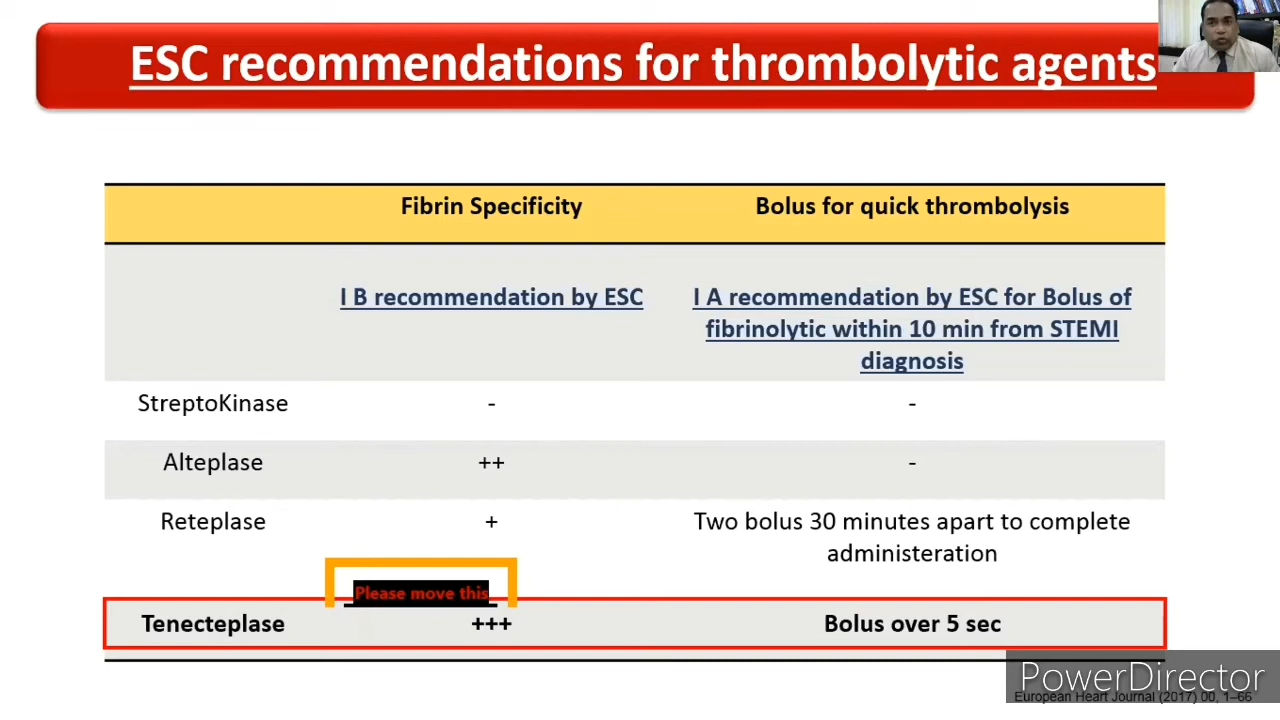 ESC recommendations for thrombolytic agents
Fibrin Specificity
Bolus for quick thrombolysis
I B recommendation by ESC
I A recommendation by ESC for Bolus of
fibrinolytic within 10 min from STEMI
diagnosis
StreptoKinase - -
Alteplase ++ -
Reteplase + Two bolus 30 minutes apart to complete
administeration
Please move this
Tenecteplase +++ Bolus over 5 sec
PowerDirector
European Heart Journal (2017) 00, 1–66